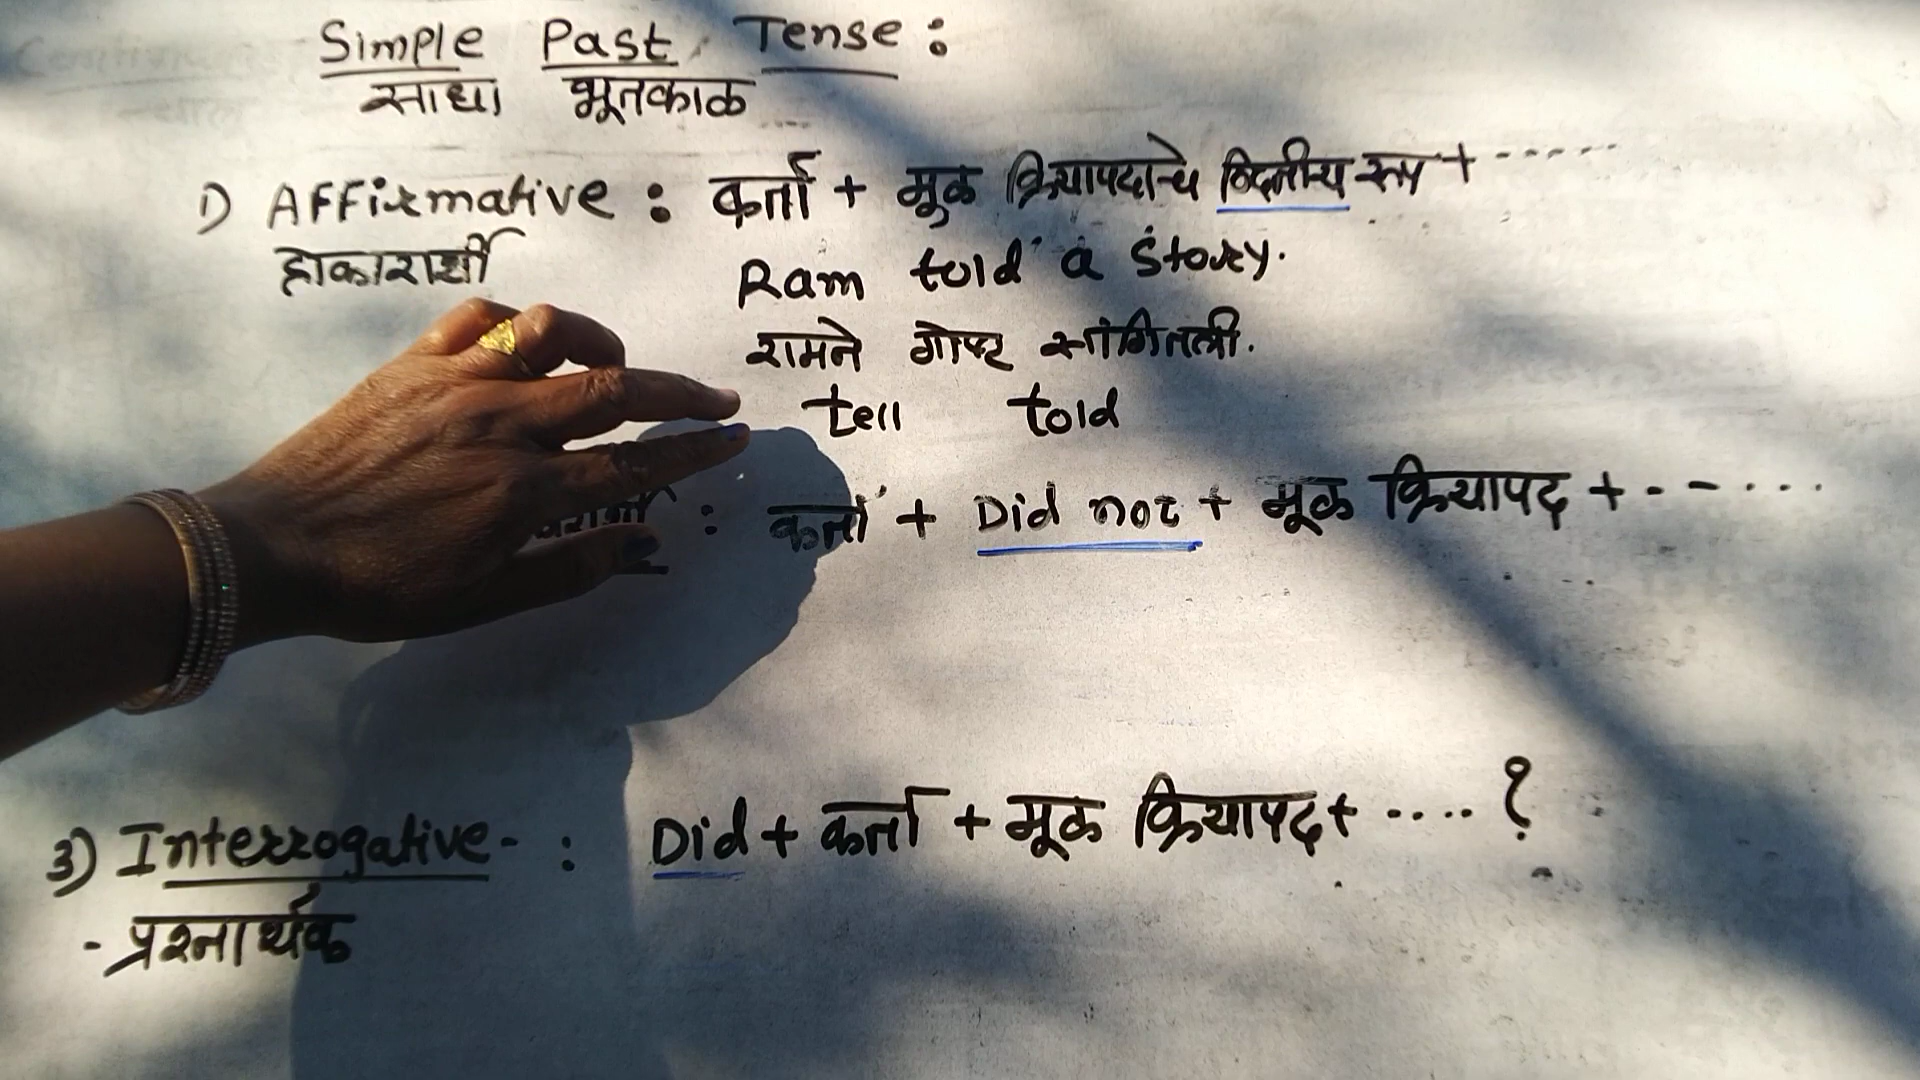 Simple Past Tense :
साधा भूतकाळ
1) Affirmative : कर्ता + मूळ क्रियापदाचे द्वितीय रूप + ------
होकारार्थी
Ram told a story.
रामने गोष्ट सांगितली.
tell told
: कर्ता + Did not + मूळ क्रियापद + - - ...
3) Interrogative - : Did + कर्ता + मूळ क्रियापद + ..... ?
- प्रश्नार्थक